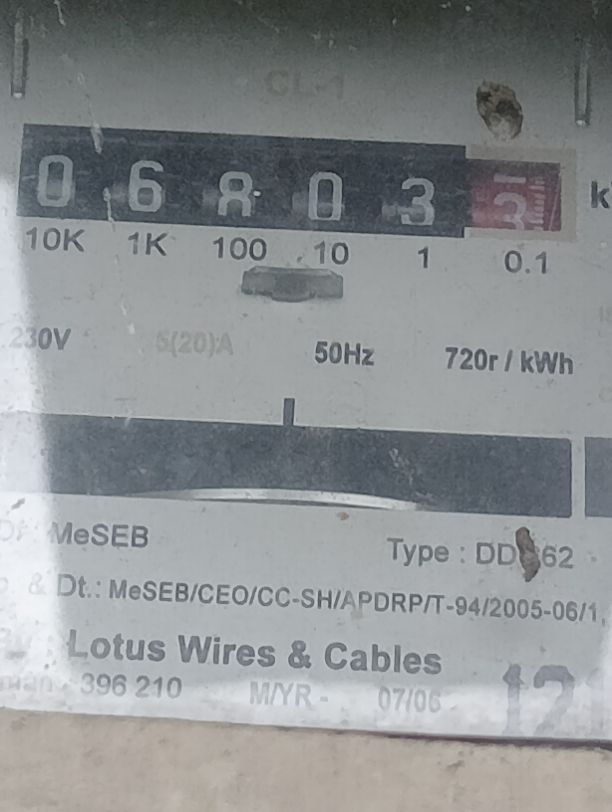 CL-1
0 6 8 0 3
k
10K 1K 100 10 1 0.1
230V 5(20)A 50Hz 720r / kWh
MeSEB
Type : DD 62
& Dt.: MeSEB/CEO/CC-SH/APDRP/T-94/2005-06/1
: Lotus Wires & Cables
396 210 M/YR - 07/06